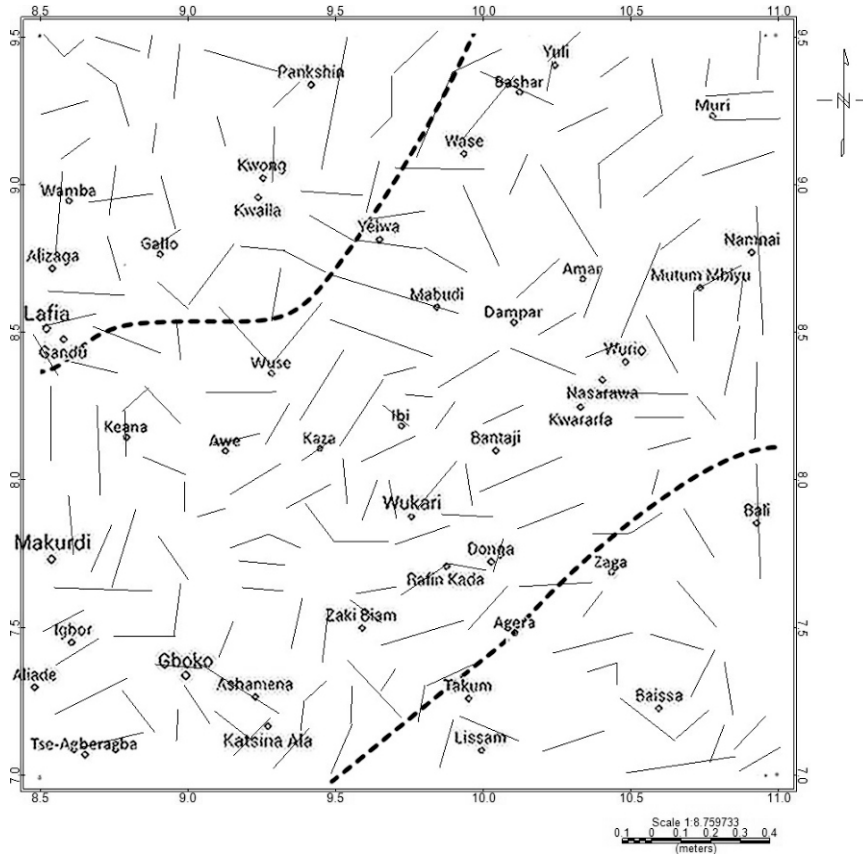 8.5 9.0 9.5 10.0 10.5 11.0
9.5 9.5
Yuli
Pankshin
Bashar
Muri
N
Wase
Kwong
9.0 9.0
Wamba
Kwalla
Yelwa
Gallo
Namnai
Alizaga
Amar
Mutum Mbiyu
Mabudi
Dampar
Lafia
8.5 8.5
Gandu
Wurio
Wuse
Nasarawa
Ibi
Kwararfa
Keana
Awe
Kaza
Bantaji
8.0 8.0
Wukari
Bali
Makurdi
Donga
Zaga
Rafin Kada
Zaki Biam
Igbor
Agera
7.5 7.5
Gboko
Aliade
Ashamena
Takum
Baissa
Katsina Ala
Lissam
Tse-Agberagba
7.0 7.0
8.5 9.0 9.5 10.0 10.5 11.0
Scale 1:8.759733
0.1 0 0.1 0.2 0.3 0.4
(meters)